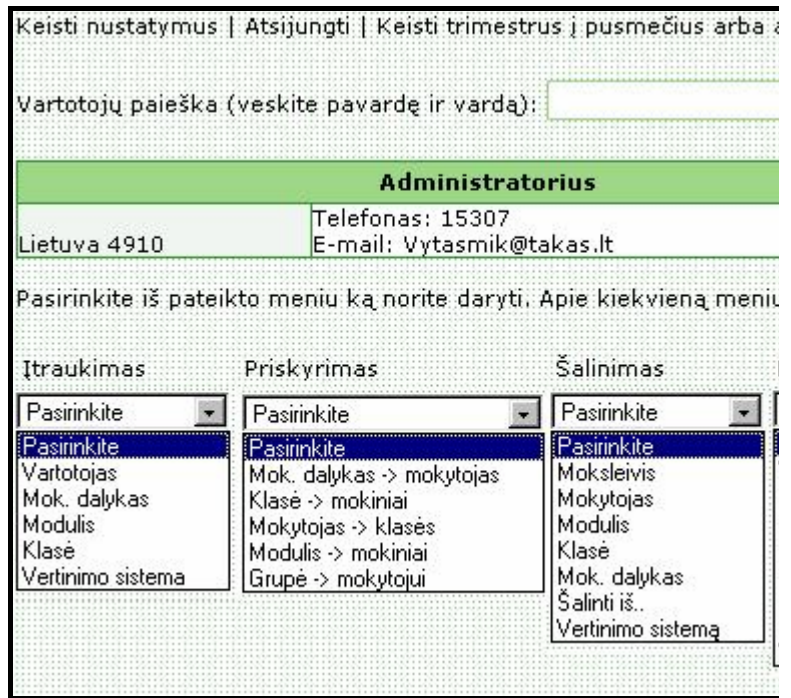 Keisti nustatymus | Atsijungti | Keisti trimestrus į pusmečius arba
Vartotojų paieška (veskite pavardę ir vardą):
Administratorius
Lietuva 4910
Telefonas: 15307
E-mail: Vytasmik@takas.lt
Pasirinkite iš pateikto meniu ką norite daryti. Apie kiekvieną meniu
Įtraukimas
Pasirinkite
Pasirinkite
Vartotojas
Mok. dalykas
Modulis
Klasė
Vertinimo sistema
Priskyrimas
Pasirinkite
Pasirinkite
Mok. dalykas -> mokytojas
Klasė -> mokiniai
Mokytojas -> klasės
Modulis -> mokiniai
Grupė -> mokytojui
Šalinimas
Pasirinkite
Pasirinkite
Moksleivis
Mokytojas
Modulis
Klasė
Mok. dalykas
Šalinti iš..
Vertinimo sistemą